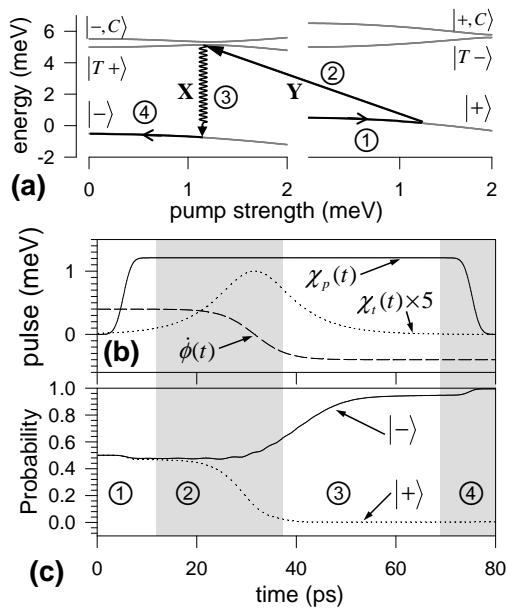 |−, C⟩
|+, C⟩
6
|T +⟩
②
|T −⟩
4
X
③
Y
energy (meV)
2
|−⟩
④
|+⟩
0
①
-2
0 1 2 1 2
(a)
pump strength (meV)
pulse (meV)
1
χp(t)
χt(t)×5
0
(b)
ϕ̇(t)
Probability
1.0
0.8
|−⟩
0.6
0.4
① ② ③ ④
0.2
|+⟩
0.0
(c)
0 20 40 60 80
time (ps)